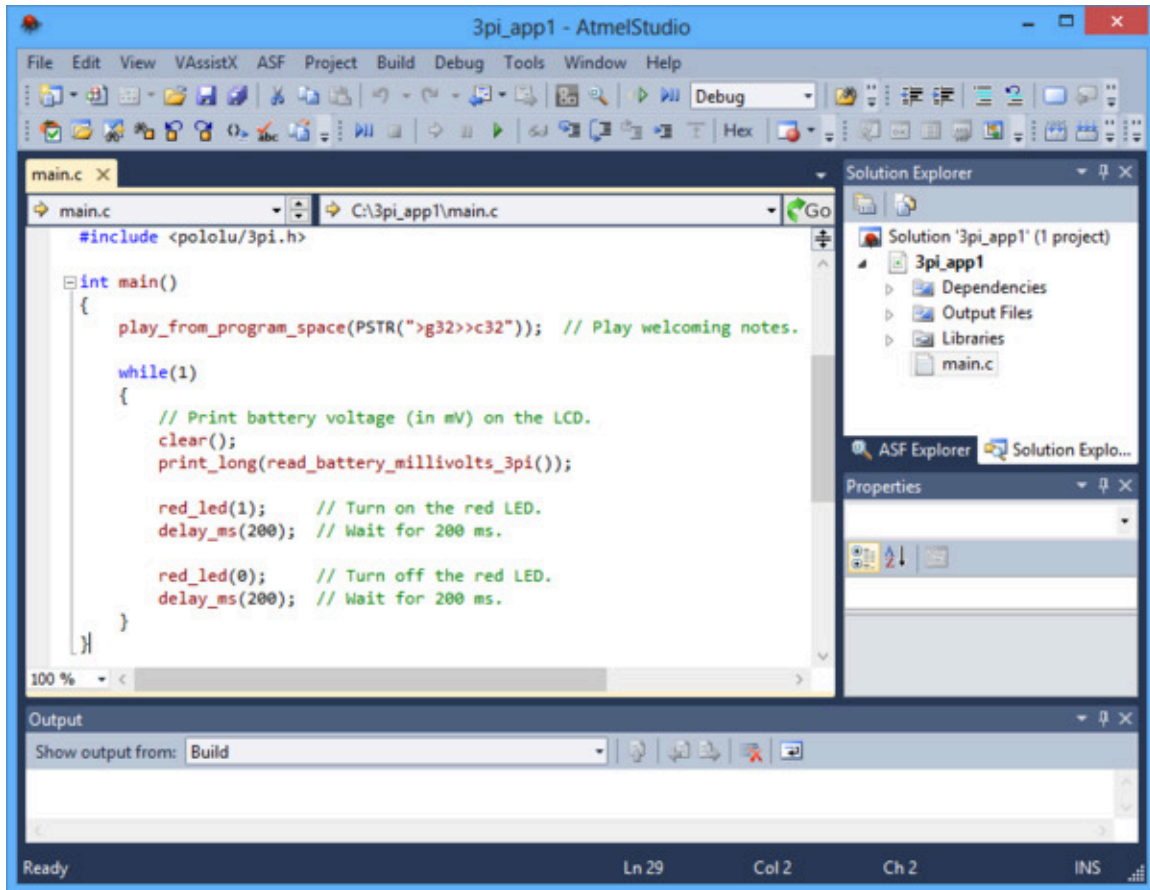 3pi_app1 - AtmelStudio
File Edit View VAssistX ASF Project Build Debug Tools Window Help
Debug
Hex
main.c
main.c C:\3pi_app1\main.c Go
#include <pololu/3pi.h>
int main()
{
play_from_program_space(PSTR(">g32>>c32")); // Play welcoming notes.
while(1)
{
// Print battery voltage (in mV) on the LCD.
clear();
print_long(read_battery_millivolts_3pi());
red_led(1); // Turn on the red LED.
delay_ms(200); // Wait for 200 ms.
red_led(0); // Turn off the red LED.
delay_ms(200); // Wait for 200 ms.
}
}
100 %
Solution Explorer
Solution '3pi_app1' (1 project)
3pi_app1
Dependencies
Output Files
Libraries
main.c
ASF Explorer Solution Explo...
Properties
Output
Show output from: Build
Ready Ln 29 Col 2 Ch 2 INS